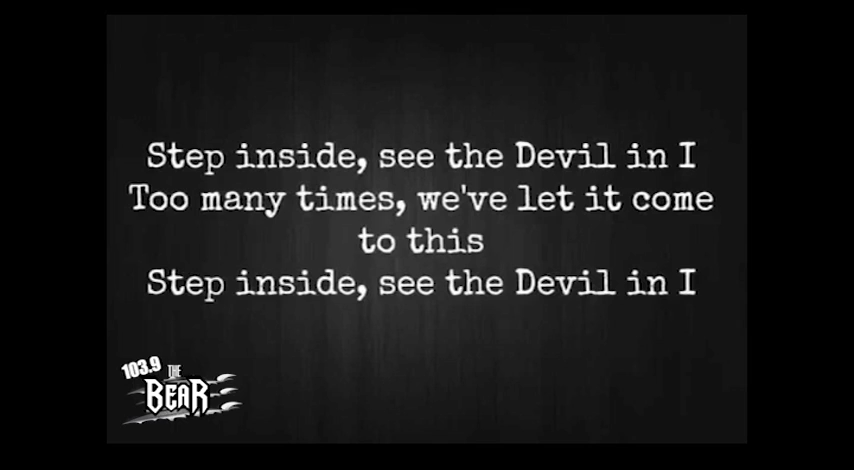 Step inside, see the Devil in I
Too many times, we've let it come
to this
Step inside, see the Devil in I
103.9 THE
BEAR